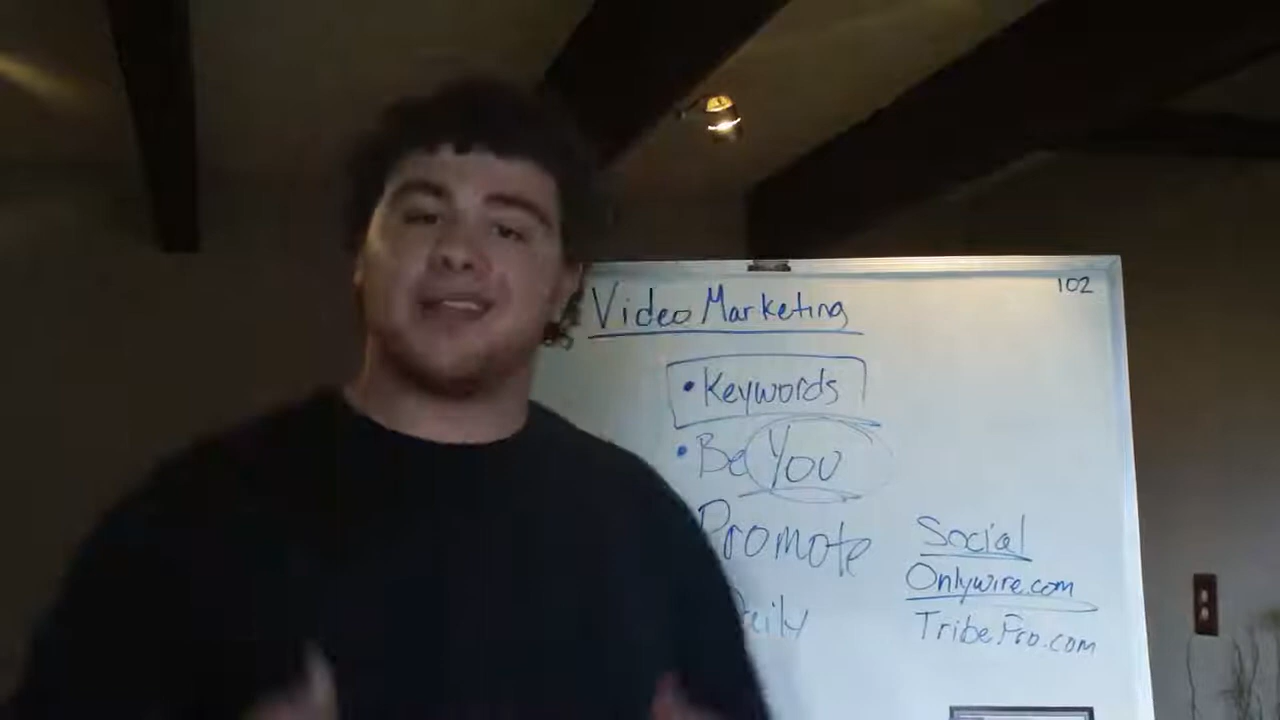 102
Video Marketing
• Keywords
• Be You
Promote
Social
Onlywire.com
TribePro.com